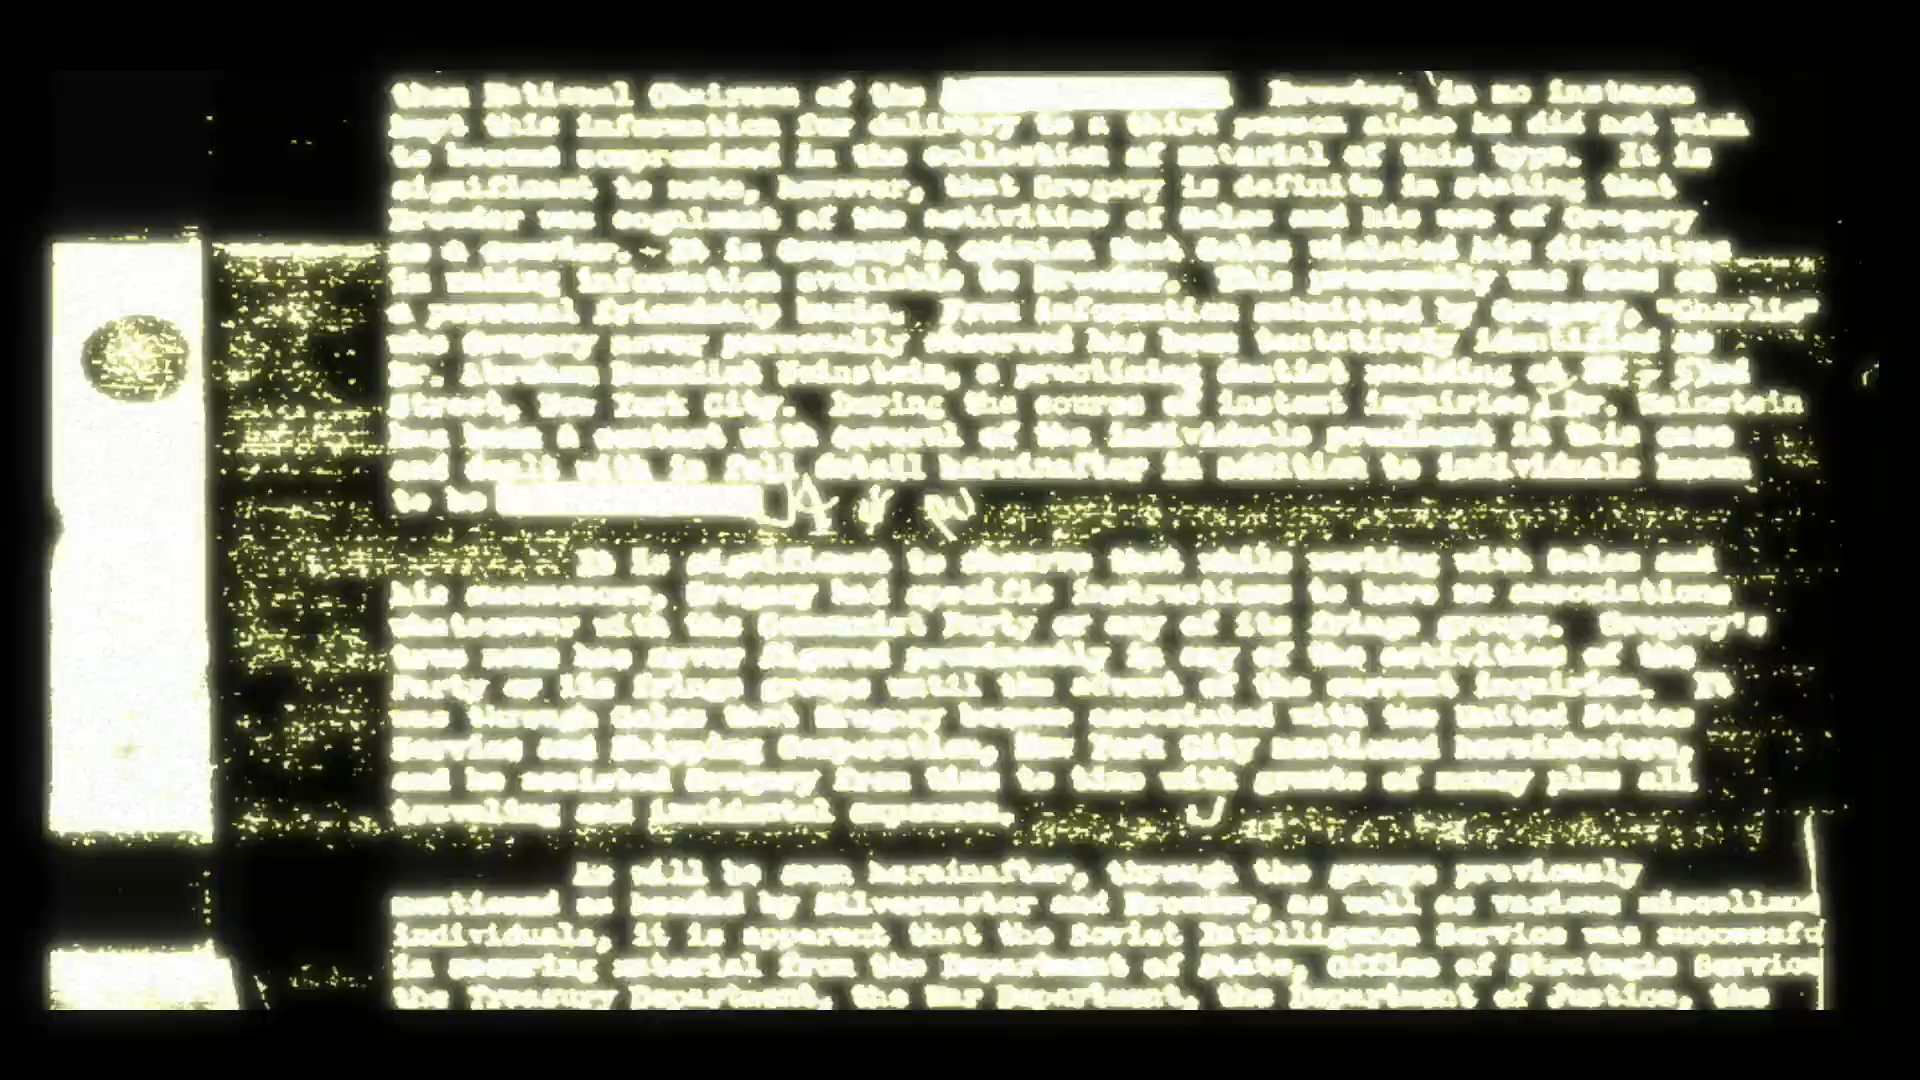 then National Chairman of the Browder, in no instance
kept this information for delivery to a third person alone he did not wish
to become compromised in the collection of material of this type. It is
significant to note, however, that Gregory is definite in stating that
Browder was cognizant of the activities of Golos and his use of Gregory
as a courier. It is Gregory's opinion that Golos violated his directions
in making information available to Browder. This presumably was done on
a personal friendly basis. From information submitted by Gregory, "Charlie"
who Gregory never personally observed has been tentatively identified as
Dr. Abraham Benedict Weinstein, a practicing dentist residing at
Street, New York City. During the course of instant inquiries, Dr. Weinstein
has been a contact with several of the individuals prominent in this case
and dealt with in full detail hereinafter in addition to individuals known
to be
It is significant to observe that while working with Golos and
his successors, Gregory had specific instructions to have no associations
whatsoever with the Communist Party or any of its fringe groups. Gregory's
have never figured prominently in any of the activities of the
Party or its fringe groups until the advent of the current inquiries. It
was through Golos that Gregory became associated with the United States
Service and Shipping Corporation, New York City mentioned hereinbefore,
and he assisted Gregory from time to time with grants of money plus all
traveling and incidental expenses.
As will be seen hereinafter, through the groups previously
mentioned as headed by Silvermaster and Browder, as well as various miscellane
individuals, it is apparent that the Soviet Intelligence Service was successfu
in securing material from the Department of State, Office of Strategic Service
the Treasury Department, the War Department, the Department of Justice, the